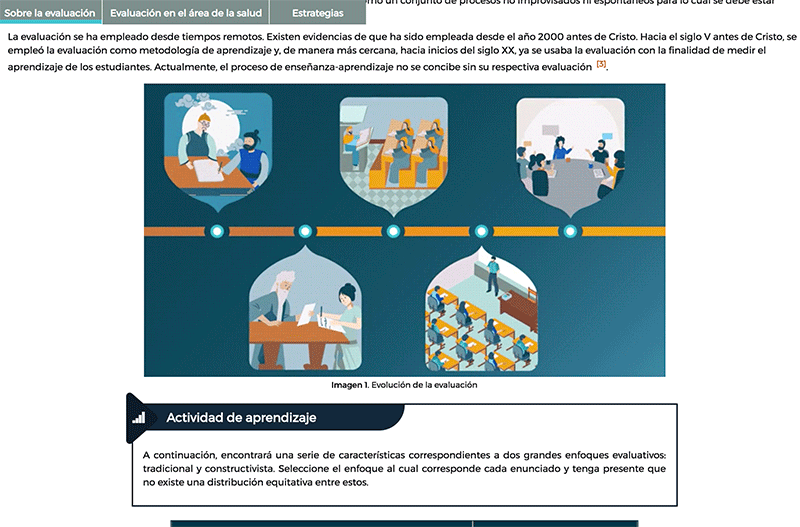 Sobre la evaluación
Evaluación en el área de la salud
Estrategias
un conjunto de procesos no improvisados ni espontáneos para lo cual se debe estar
La evaluación se ha empleado desde tiempos remotos. Existen evidencias de que ha sido empleada desde el año 2000 antes de Cristo. Hacia el siglo V antes de Cristo, se
empleó la evaluación como metodología de aprendizaje y, de manera más cercana, hacia inicios del siglo XX, ya se usaba la evaluación con la finalidad de medir el
aprendizaje de los estudiantes. Actualmente, el proceso de enseñanza-aprendizaje no se concibe sin su respectiva evaluación [3].
Imagen 1. Evolución de la evaluación
Actividad de aprendizaje
A continuación, encontrará una serie de características correspondientes a dos grandes enfoques evaluativos:
tradicional y constructivista. Seleccione el enfoque al cual corresponde cada enunciado y tenga presente que
no existe una distribución equitativa entre estos.